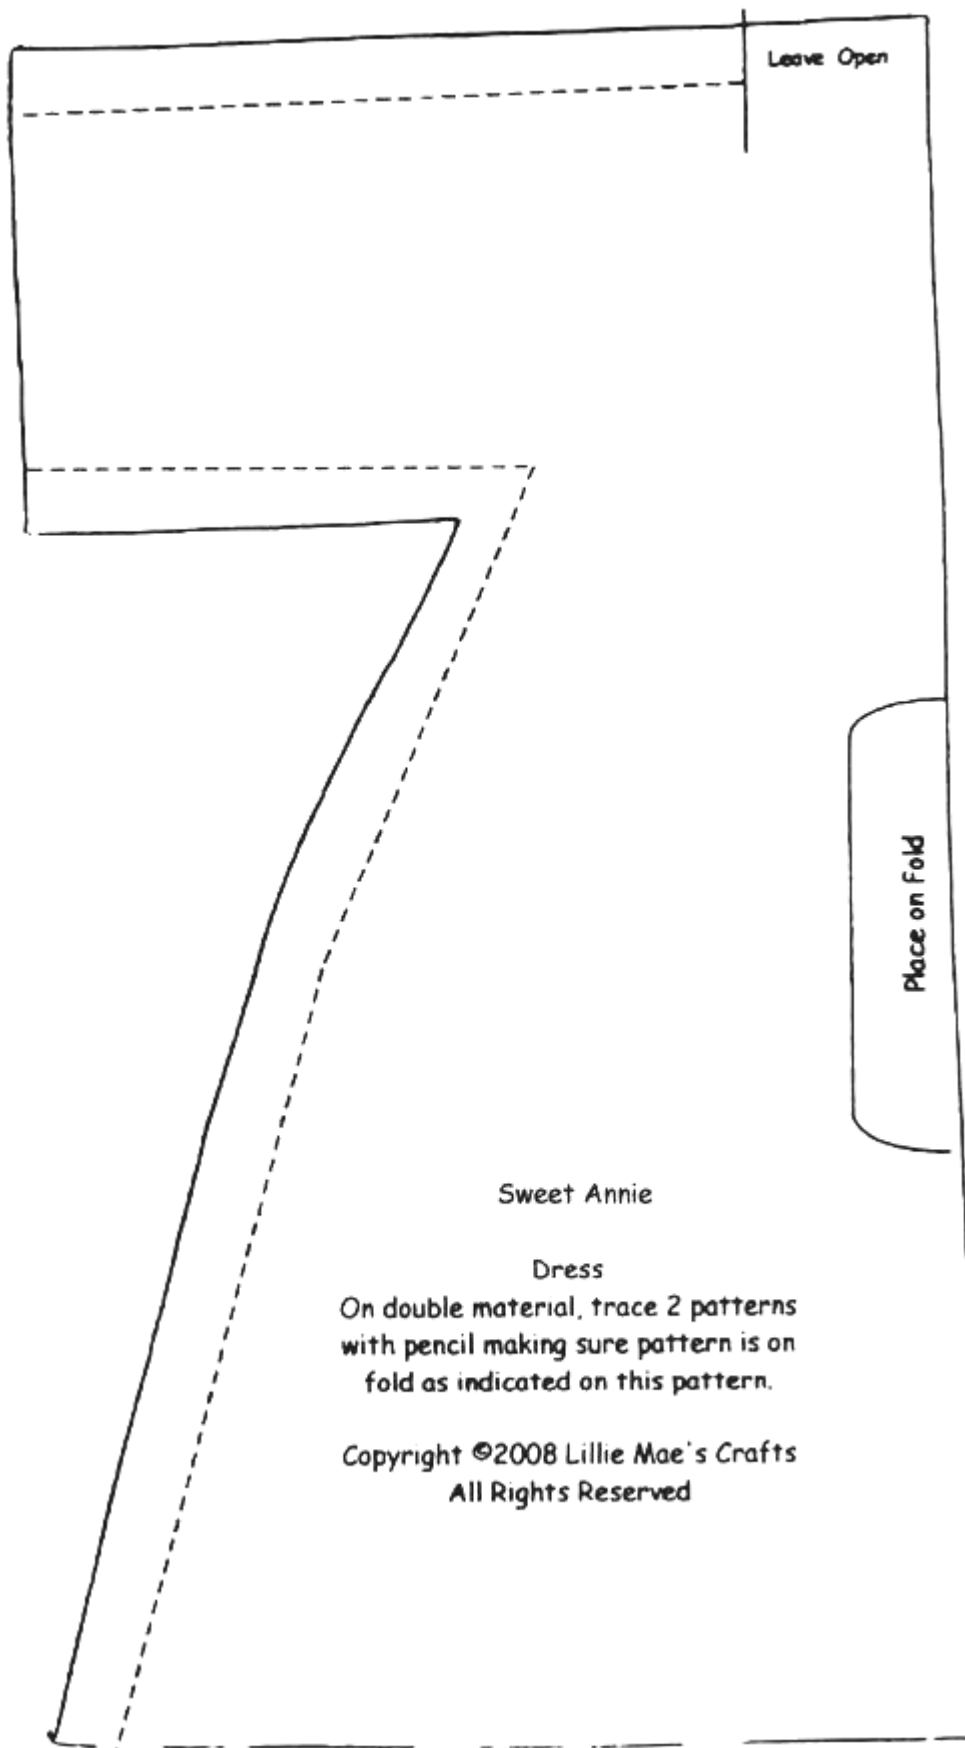 Leave Open
Place on Fold
Sweet Annie
Dress
On double material, trace 2 patterns
with pencil making sure pattern is on
fold as indicated on this pattern.
Copyright ©2008 Lillie Mae's Crafts
All Rights Reserved